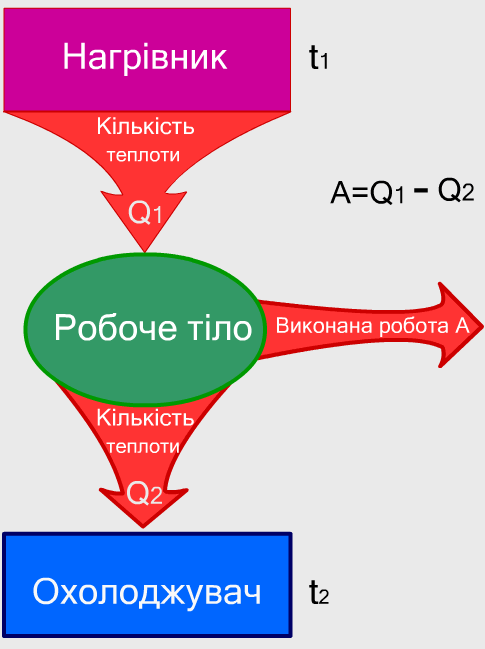 Нагрівник
t1
Кількість
теплоти
Q1
A=Q1 - Q2
Робоче тіло
Виконана робота А
Кількість
теплоти
Q2
Охолоджувач
t2